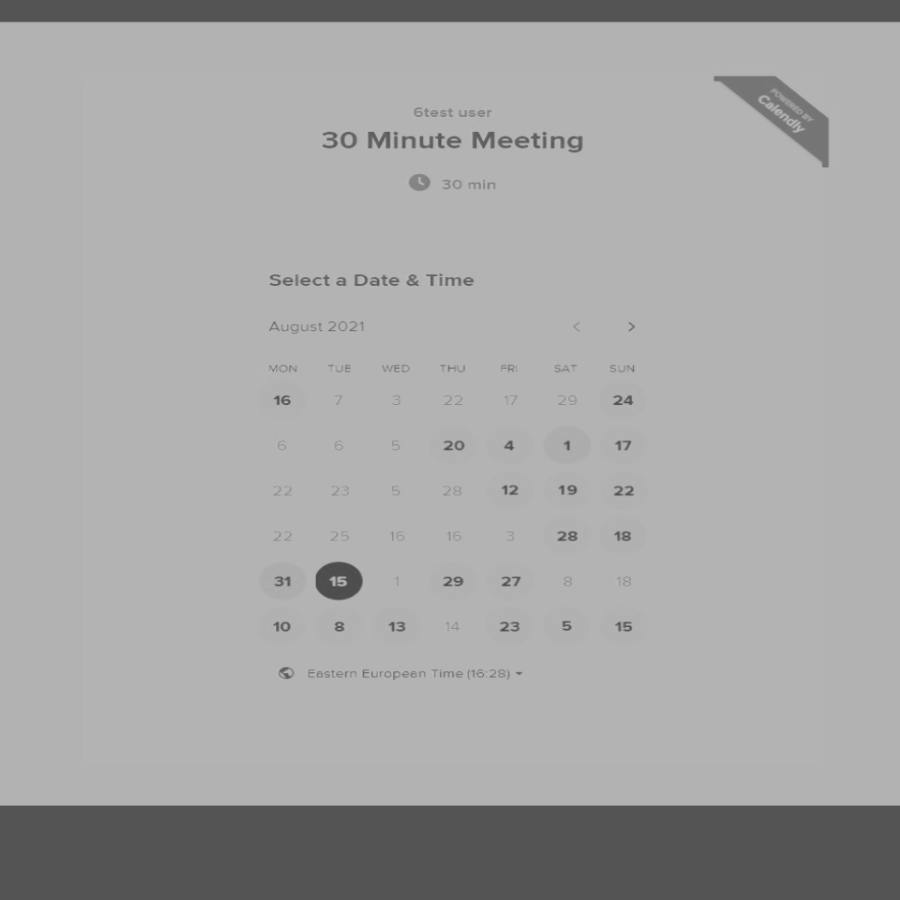 POWERED BY
Calendly
6test user
30 Minute Meeting
30 min
Select a Date & Time
August 2021 < >
MON TUE WED THU FRI SAT SUN
16 7 3 22 17 29 24
6 6 5 20 4 1 17
22 23 5 28 12 19 22
22 25 16 16 3 28 18
31 15 1 29 27 8 18
10 8 13 14 23 5 15
Eastern European Time (16:28)